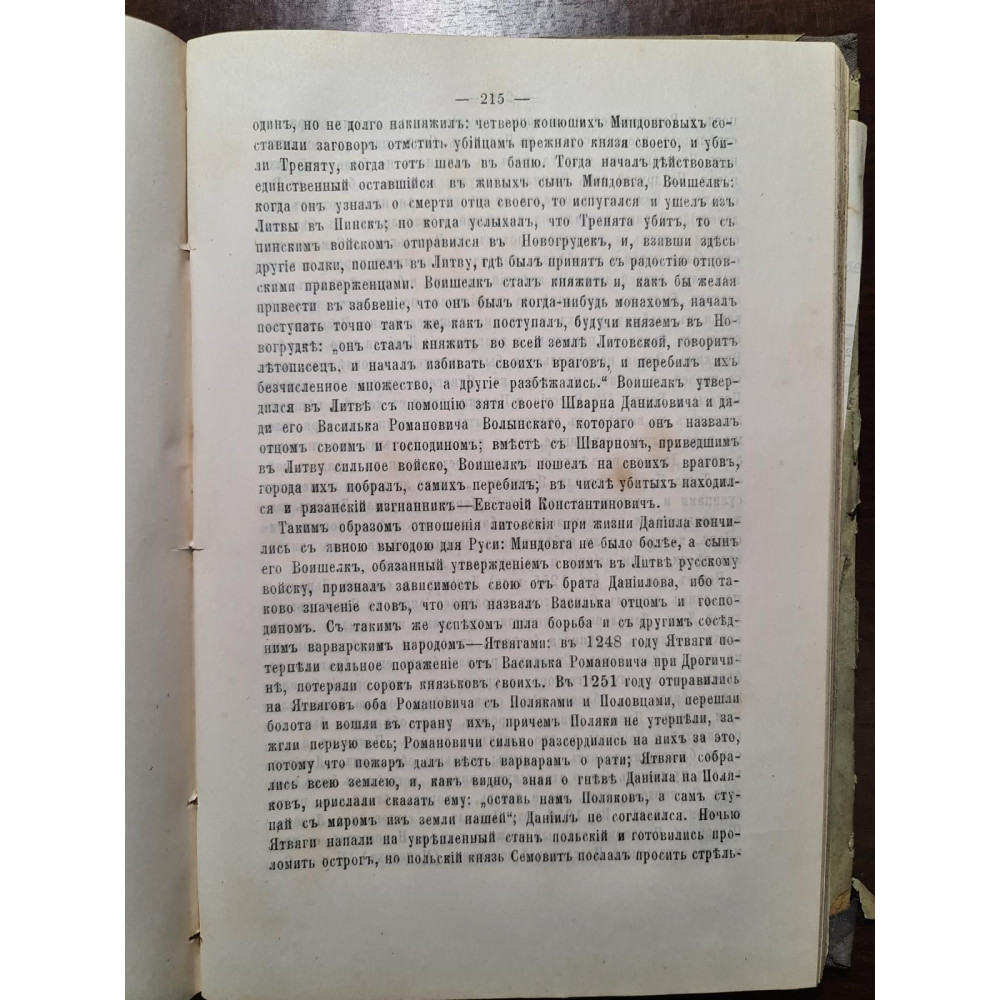 — 215 —
одинъ, но не долго накняжилъ: четверо конюшихъ Миндовговыхъ со-
ставили заговоръ отмстить убійцамъ прежняго князя своего, и уби-
ли Треняту, когда тотъ шелъ въ баню. Тогда началъ дѣйствовать
единственный оставшійся въ живыхъ сынъ Миндовга, Воишелкъ:
когда онъ узналъ о смерти отца своего, то испугался и ушелъ изъ
Литвы въ Пинскъ; но когда услыхалъ, что Тренята убитъ, то съ
пинскимъ войскомъ отправился въ Новогрудекъ, и, взявши здѣсь
другіе полки, пошелъ въ Литву, гдѣ былъ принятъ съ радостію отцов-
скими приверженцами. Воишелкъ сталъ княжить и, какъ бы желая
привести въ забвеніе, что онъ былъ когда-нибудь монахомъ, началъ
поступать точно такъ же, какъ поступалъ, будучи княземъ въ Но-
вогрудкѣ: „онъ сталъ княжить во всей землѣ Литовской, говоритъ
лѣтописецъ, и началъ избивать своихъ враговъ, и перебилъ ихъ
безчисленное множество, а другіе разбѣжались.“ Воишелкъ утвер-
дился въ Литвѣ съ помощію зятя своего Шварна Даниловича и дя-
ди его Василька Романовича Волынскаго, котораго онъ назвалъ
отцомъ своимъ и господиномъ; вмѣстѣ съ Шварномъ, приведшимъ
въ Литву сильное войско, Воишелкъ пошелъ на своихъ враговъ,
города ихъ побралъ, самихъ перебилъ; въ числѣ убитыхъ находил-
ся и рязанскій изгнанникъ—Евстаѳій Константиновичъ.
Такимъ образомъ отношенія литовскія при жизни Даніила кончи-
лись съ явною выгодою для Руси: Миндовга не было болѣе, а сынъ
его Воишелкъ, обязанный утвержденіемъ своимъ въ Литвѣ русскому
войску, призналъ зависимость свою отъ брата Даніилова, ибо та-
ково значеніе словъ, что онъ назвалъ Василька отцомъ и госпо-
диномъ. Съ такимъ же успѣхомъ шла борьба и съ другимъ сосѣд-
нимъ варварскимъ народомъ—Ятвягами: въ 1248 году Ятвяги по-
терпѣли сильное пораженіе отъ Василька Романовича при Дрогичи-
нѣ, потеряли сорокъ князьковъ своихъ. Въ 1251 году отправились
на Ятвяговъ оба Романовича съ Поляками и Половцами, перешли
болота и вошли въ страну ихъ, причемъ Поляки не утерпѣли, за-
жгли первую весь; Романовичи сильно разсердились на нихъ за это,
потому что пожаръ далъ вѣсть варварамъ о рати; Ятвяги собра-
лись всею землею, и, какъ видно, зная о гнѣвѣ Даніила на Поля-
ковъ, прислали сказать ему: „оставь намъ Поляковъ, а самъ сту-
пай съ миромъ изъ земли нашей“; Даніилъ не согласился. Ночью
Ятвяги напали на укрѣпленный станъ польскій и готовились про-
ломить острогъ, но польскій князь Семовитъ послалъ просить стрѣль-